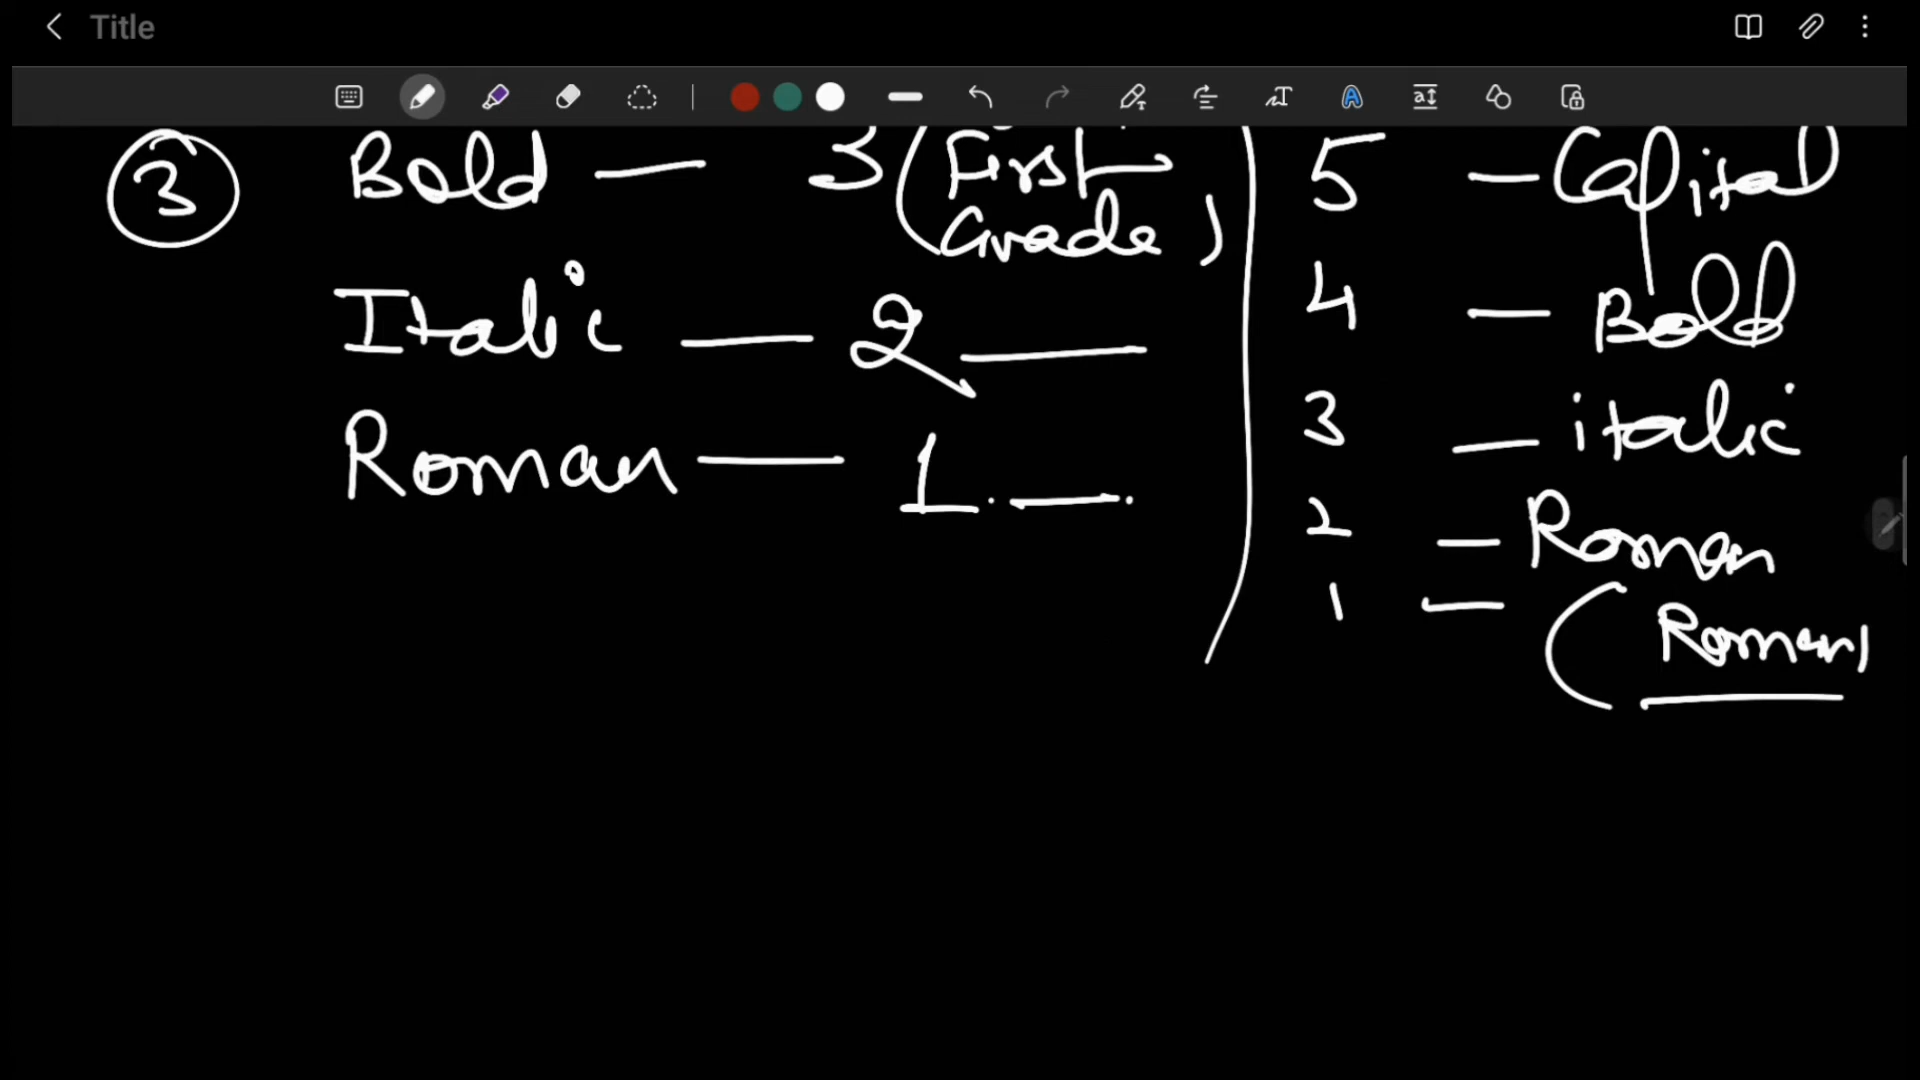 Title
3 Bold — 3 (First
Grade)
Italic — 2 —
Roman — 1. —.
5 — Capital
4 — Bold
3 — italic
2 — Roman
1 — (Roman)